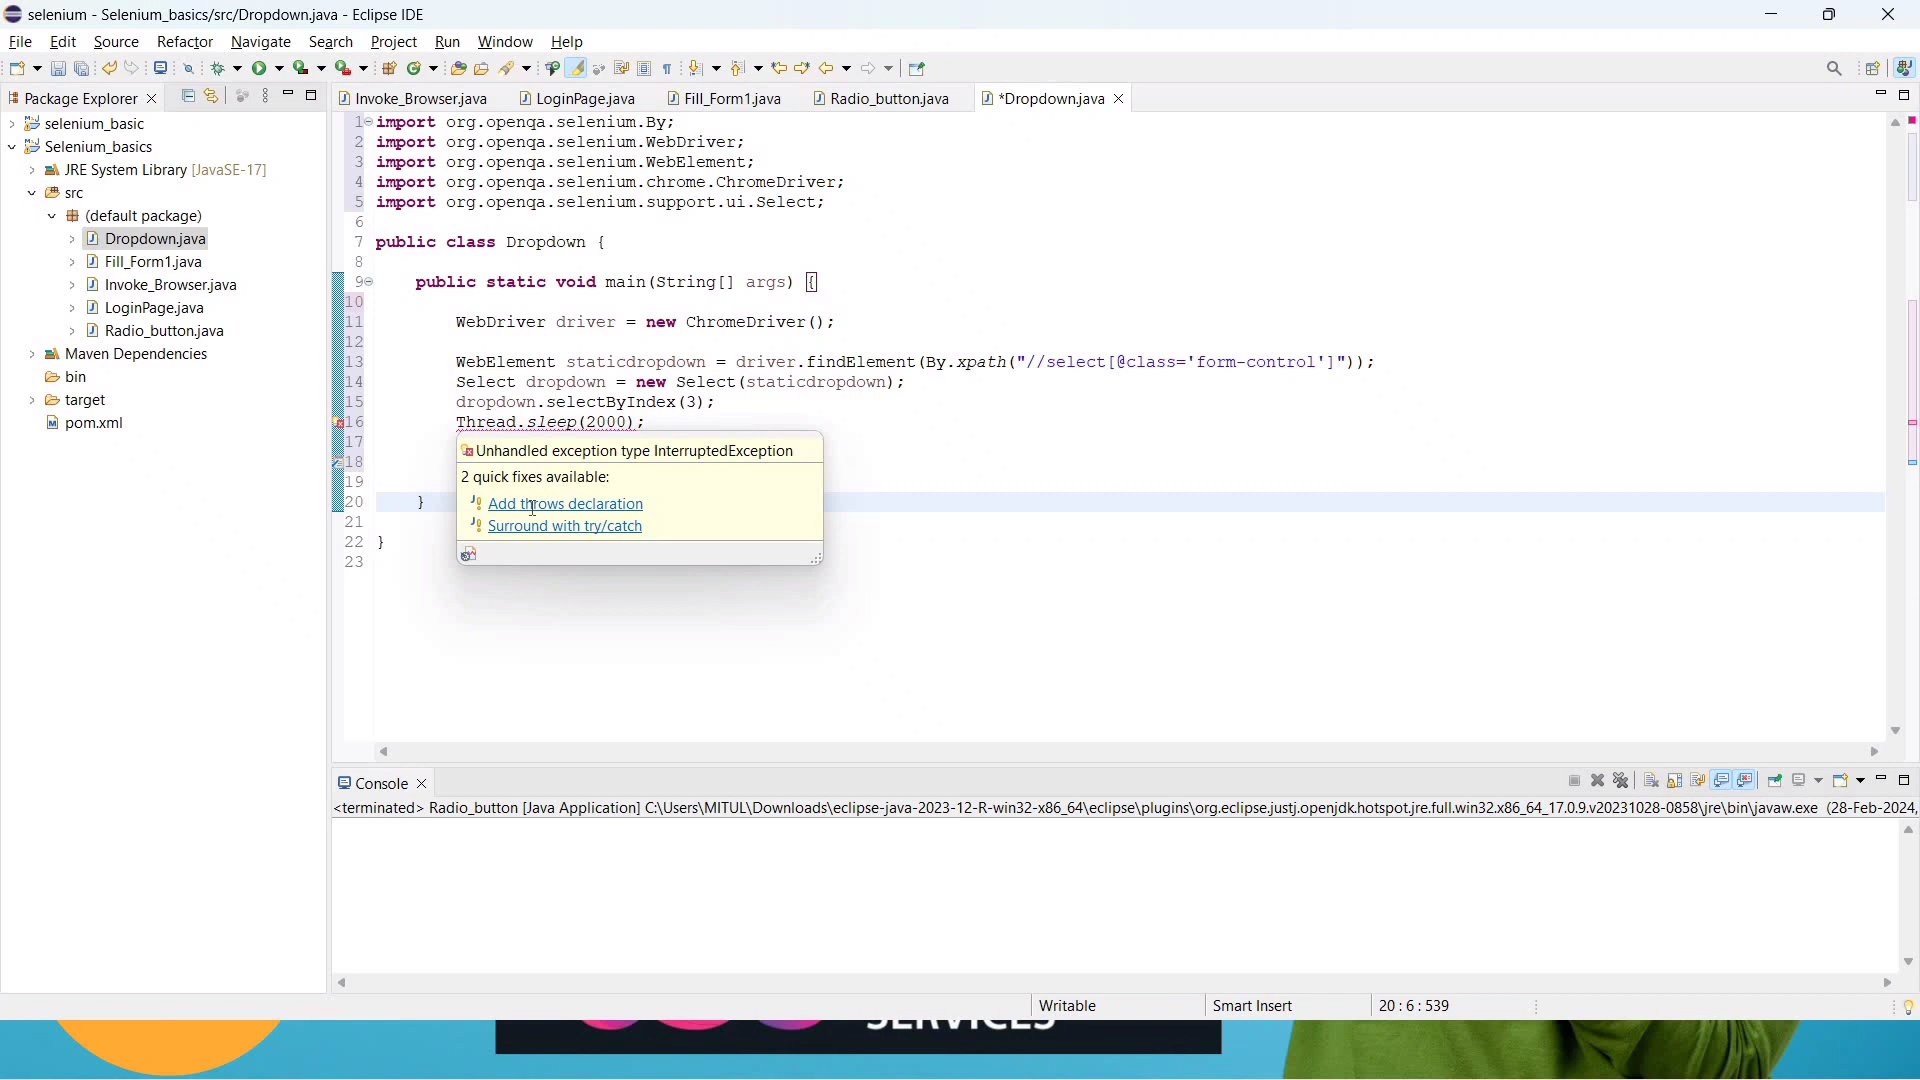 selenium - Selenium_basics/src/Dropdown.java - Eclipse IDE
File Edit Source Refactor Navigate Search Project Run Window Help
Package Explorer
Invoke_Browser.java LoginPage.java Fill_Form1.java Radio_button.java *Dropdown.java
selenium_basic
Selenium_basics
JRE System Library [JavaSE-17]
src
(default package)
Dropdown.java
Fill_Form1.java
Invoke_Browser.java
LoginPage.java
Radio_button.java
Maven Dependencies
bin
target
pom.xml
1 import org.openqa.selenium.By;
2 import org.openqa.selenium.WebDriver;
3 import org.openqa.selenium.WebElement;
4 import org.openqa.selenium.chrome.ChromeDriver;
5 import org.openqa.selenium.support.ui.Select;
6
7 public class Dropdown {
8
9 public static void main(String[] args) {
10
11 WebDriver driver = new ChromeDriver();
12
13 WebElement staticdropdown = driver.findElement(By.xpath("//select[@class='form-control']"));
14 Select dropdown = new Select(staticdropdown);
15 dropdown.selectByIndex(3);
16 Thread.sleep(2000);
17
18
19
20 }
21
22 }
23
Unhandled exception type InterruptedException
2 quick fixes available:
Add throws declaration
Surround with try/catch
Console
<terminated> Radio_button [Java Application] C:\Users\MITUL\Downloads\eclipse-java-2023-12-R-win32-x86_64\eclipse\plugins\org.eclipse.justj.openjdk.hotspot.jre.full.win32.x86_64_17.0.9.v20231028-0858\jre\bin\javaw.exe (28-Feb-2024,
Writable Smart Insert 20 : 6 : 539
SERVICES